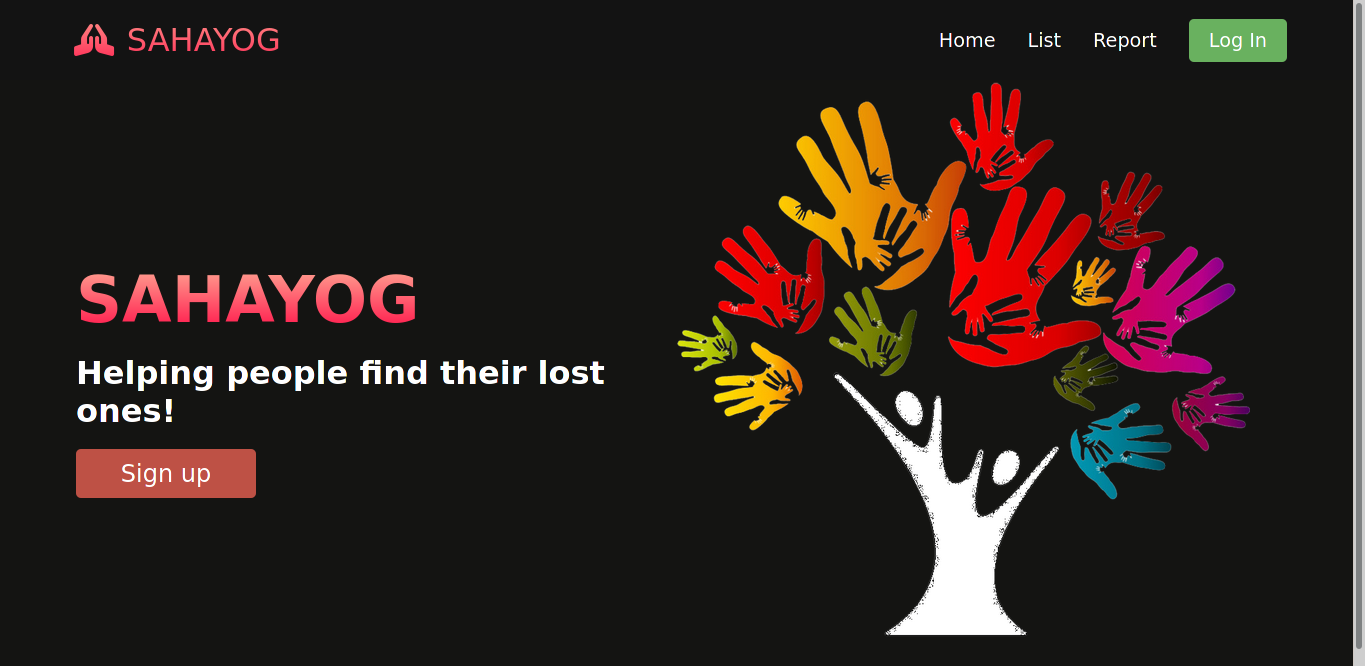 SAHAYOG
Home
List
Report
Log In
SAHAYOG
Helping people find their lost
ones!
Sign up